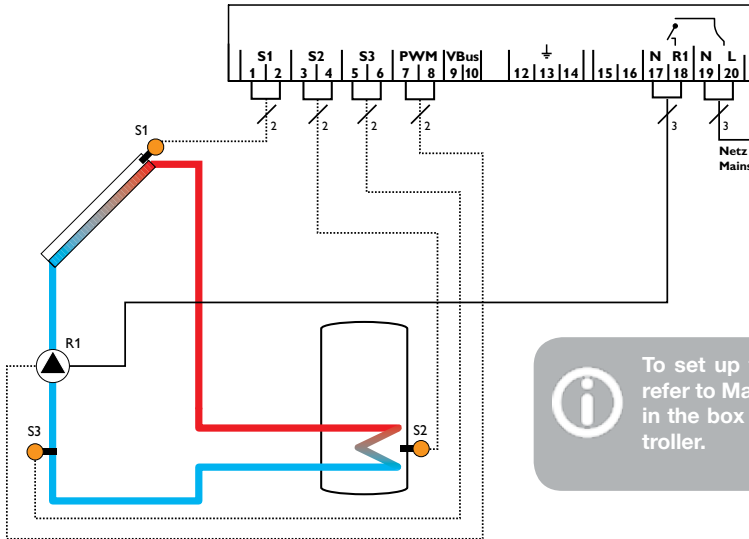 S1 S2 S3 PWM VBus ⏚ N R1 N L
1 2 3 4 5 6 7 8 9 10 12 13 14 15 16 17 18 19 20
2 2 2 2 3 3
Netz
Mains
S1
R1
S3
S2
To set up
refer to Ma
in the box
troller.
i